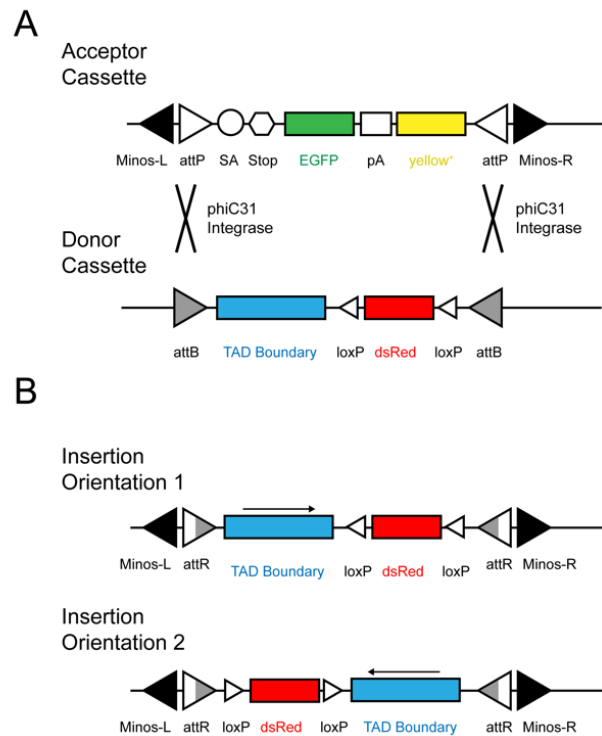 A
Acceptor
Cassette
Minos-L attP SA Stop EGFP pA yellow⁺ attP Minos-R
phiC31
Integrase
phiC31
Integrase
Donor
Cassette
attB TAD Boundary loxP dsRed loxP attB
B
Insertion
Orientation 1
Minos-L attR TAD Boundary loxP dsRed loxP attR Minos-R
Insertion
Orientation 2
Minos-L attR loxP dsRed loxP TAD Boundary attR Minos-R